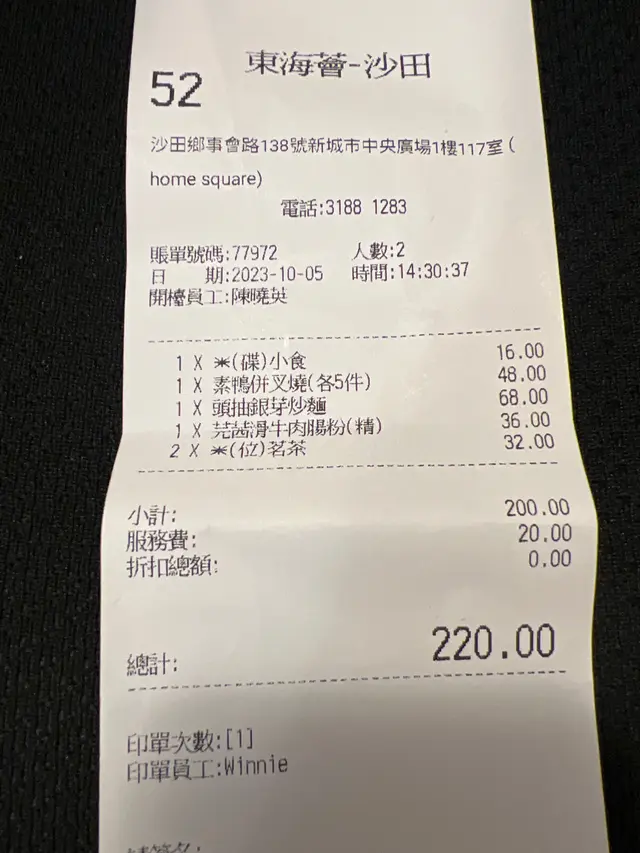 東海薈-沙田
52
沙田鄉事會路138號新城市中央廣場1樓117室(
home square)
電話:3188 1283
賬單號碼:77972 人數:2
日 期:2023-10-05 時間:14:30:37
開檯員工:陳曉英
1 X ✳(碟)小食 16.00
1 X 素鴨併叉燒(各5件) 48.00
1 X 頭抽銀芽炒麵 68.00
1 X 芫茜滑牛肉腸粉(精) 36.00
2 X ✳(位)茗茶 32.00
小計: 200.00
服務費: 20.00
折扣總額: 0.00
總計: 220.00
印單次數:[1]
印單員工:Winnie